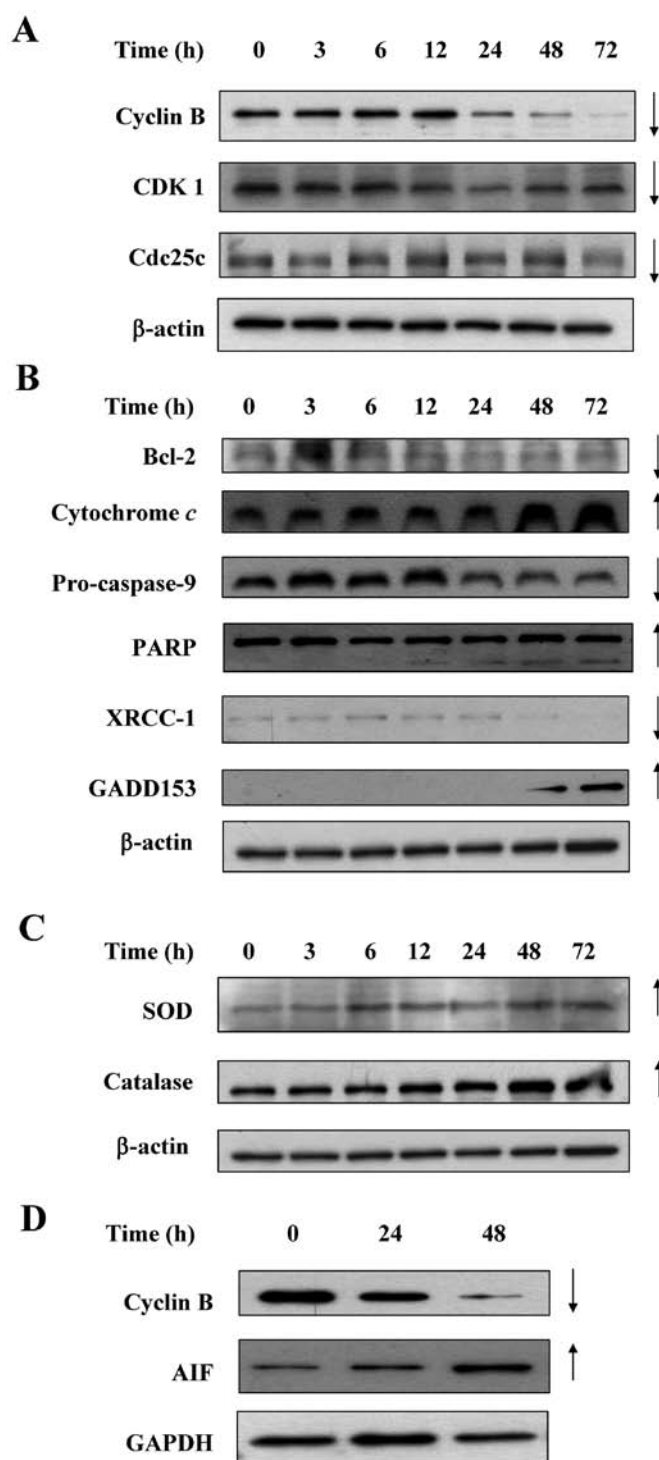 A
Time (h) 0 3 6 12 24 48 72
Cyclin B
CDK 1
Cdc25c
β-actin
B
Time (h) 0 3 6 12 24 48 72
Bcl-2
Cytochrome c
Pro-caspase-9
PARP
XRCC-1
GADD153
β-actin
C
Time (h) 0 3 6 12 24 48 72
SOD
Catalase
β-actin
D
Time (h) 0 24 48
Cyclin B
AIF
GAPDH